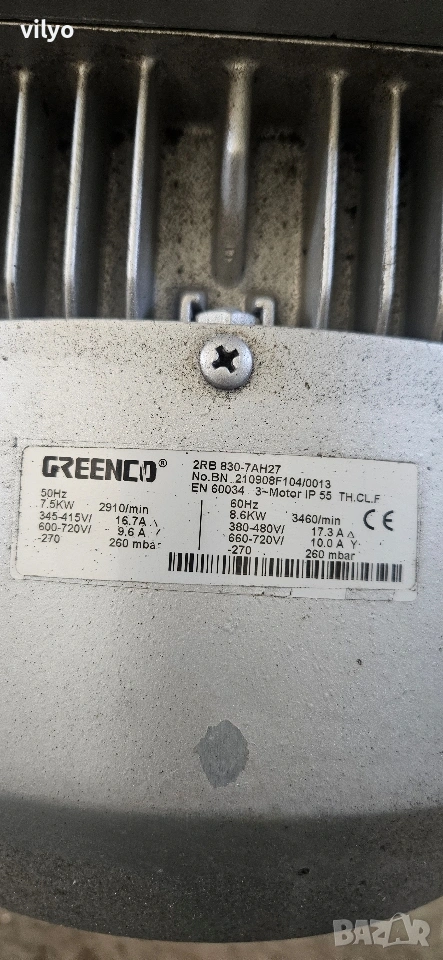 vilyo
GREENCO® 2RB 830-7AH27
No.BN .210908F104/0013
EN 60034 3~Motor IP 55 TH.CL.F
50Hz 60Hz CE
7.5KW 2910/min 8.6KW 3460/min
345-415V/ 16.7A △ 380-480V/ 17.3 A △
600-720V/ 9.6 A Y 660-720V/ 10.0 A Y
-270 260 mbar -270 260 mbar
BAZAR